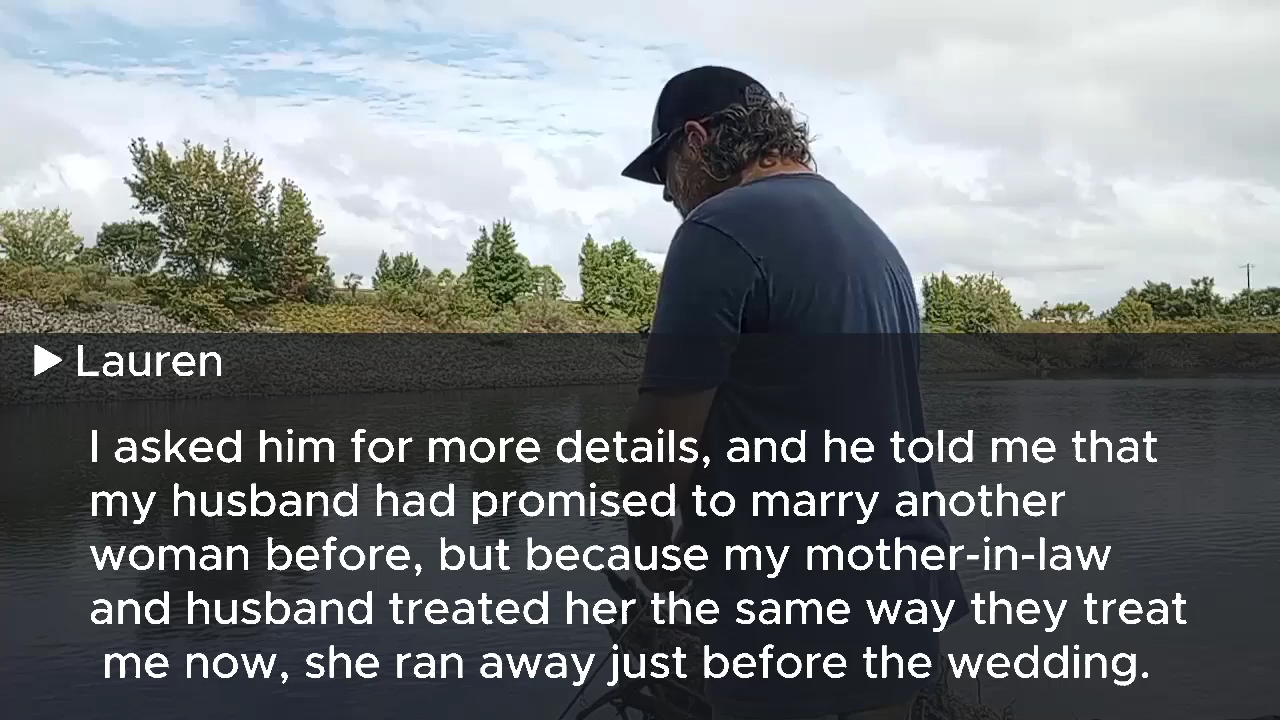 Lauren
I asked him for more details, and he told me that
my husband had promised to marry another
woman before, but because my mother-in-law
and husband treated her the same way they treat
me now, she ran away just before the wedding.